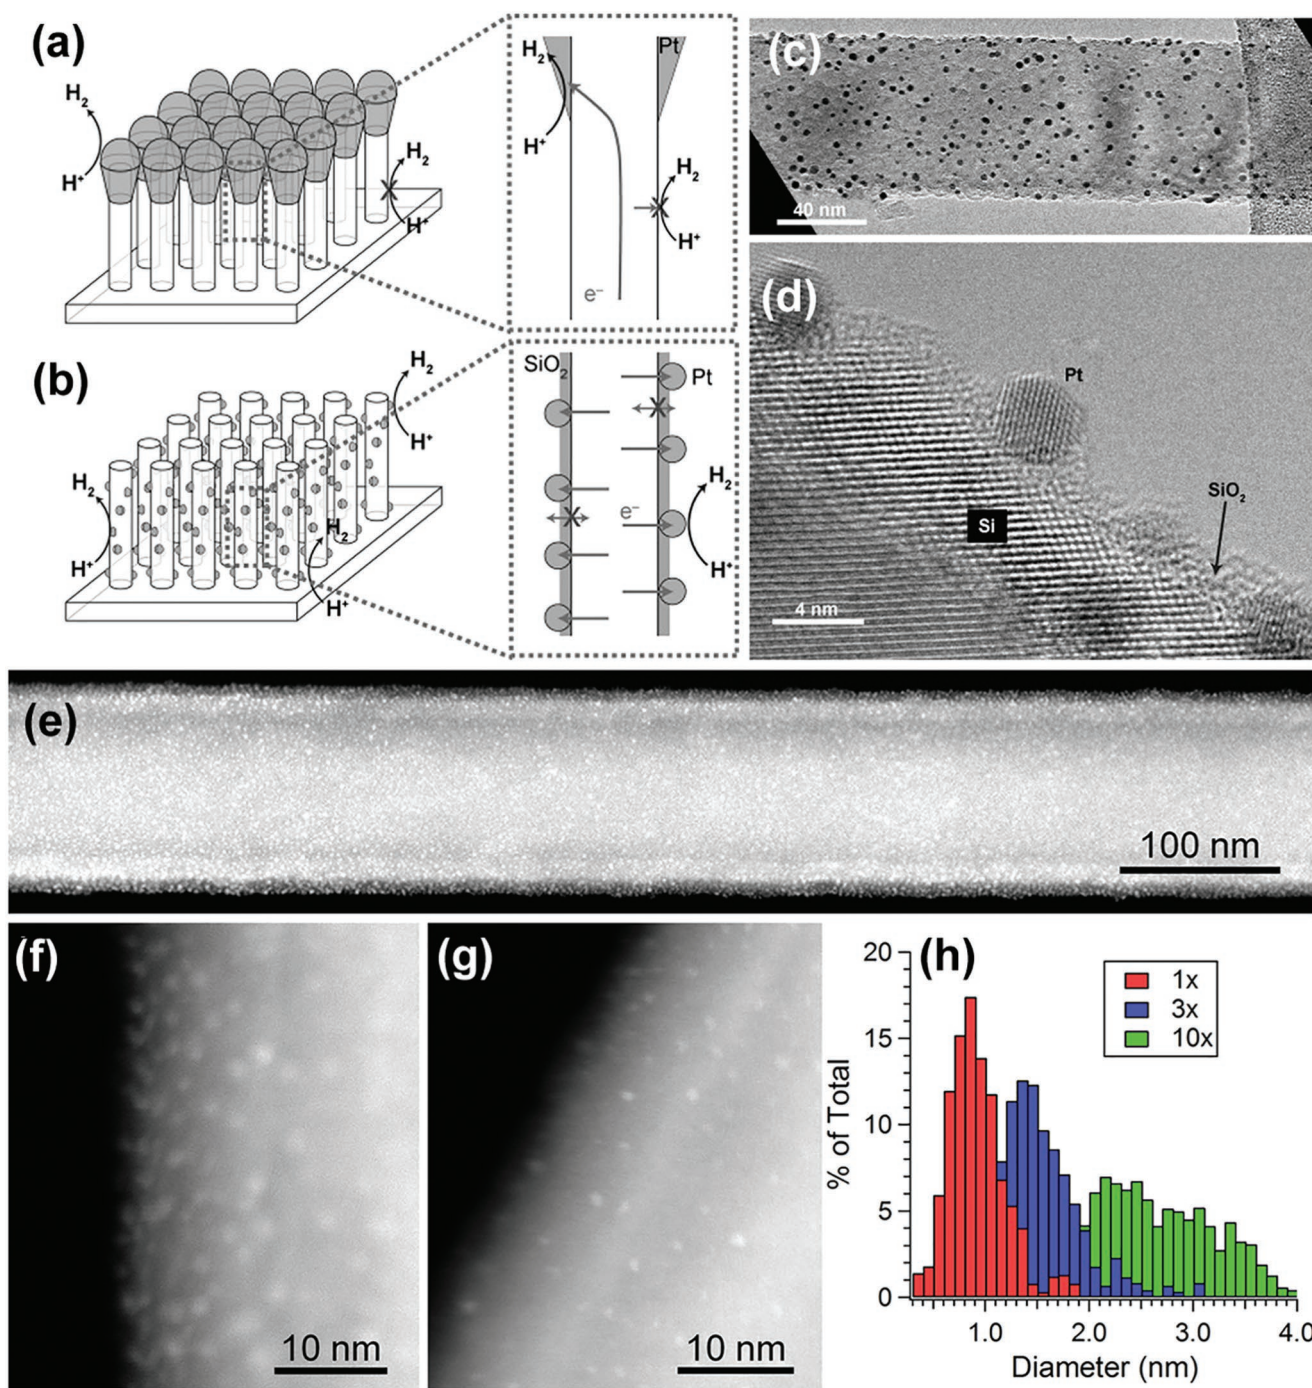 (a)
H₂
H⁺
H₂
H⁺
H₂
H⁺
e⁻
Pt
H₂
H⁺
(b)
H₂
H⁺
H₂
H⁺
H₂
H⁺
SiO₂
Pt
e⁻
H₂
H⁺
(c)
40 nm
(d)
Pt
SiO₂
Si
4 nm
(e)
100 nm
(f)
10 nm
(g)
10 nm
(h)
1x
3x
10x
% of Total
20
15
10
5
0
1.0 2.0 3.0 4.0
Diameter (nm)